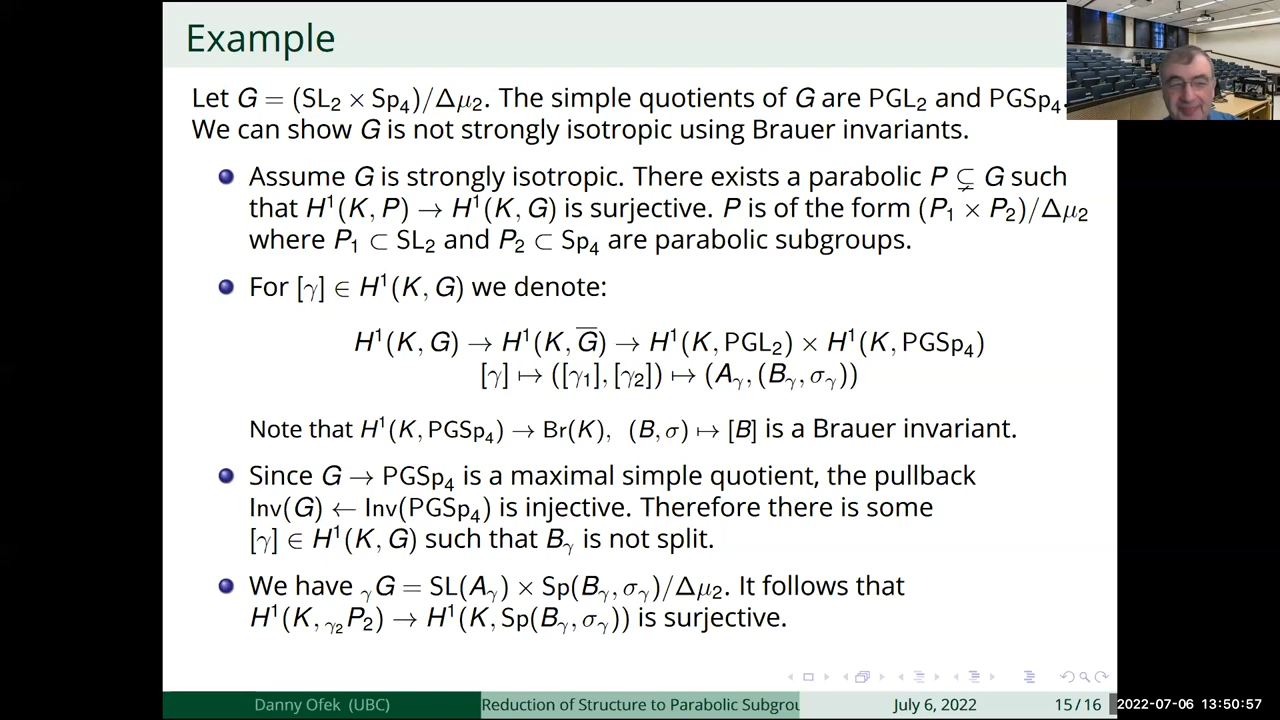 Example
Let G = (SL₂ × Sp₄)/Δμ₂. The simple quotients of G are PGL₂ and PGSp₄.
We can show G is not strongly isotropic using Brauer invariants.
Assume G is strongly isotropic. There exists a parabolic P ⊊ G such
that H¹(K, P) → H¹(K, G) is surjective. P is of the form (P₁ × P₂)/Δμ₂
where P₁ ⊂ SL₂ and P₂ ⊂ Sp₄ are parabolic subgroups.
For [γ] ∈ H¹(K, G) we denote:
H¹(K, G) → H¹(K, G̅) → H¹(K, PGL₂) × H¹(K, PGSp₄)
[γ] ↦ ([γ₁], [γ₂]) ↦ (A_γ, (B_γ, σ_γ))
Note that H¹(K, PGSp₄) → Br(K), (B, σ) ↦ [B] is a Brauer invariant.
Since G → PGSp₄ is a maximal simple quotient, the pullback
Inv(G) ← Inv(PGSp₄) is injective. Therefore there is some
[γ] ∈ H¹(K, G) such that B_γ is not split.
We have _γG = SL(A_γ) × Sp(B_γ, σ_γ)/Δμ₂. It follows that
H¹(K, _γ₂P₂) → H¹(K, Sp(B_γ, σ_γ)) is surjective.
Danny Ofek (UBC) Reduction of Structure to Parabolic Subgrou July 6, 2022 15 / 16
2022-07-06 13:50:57